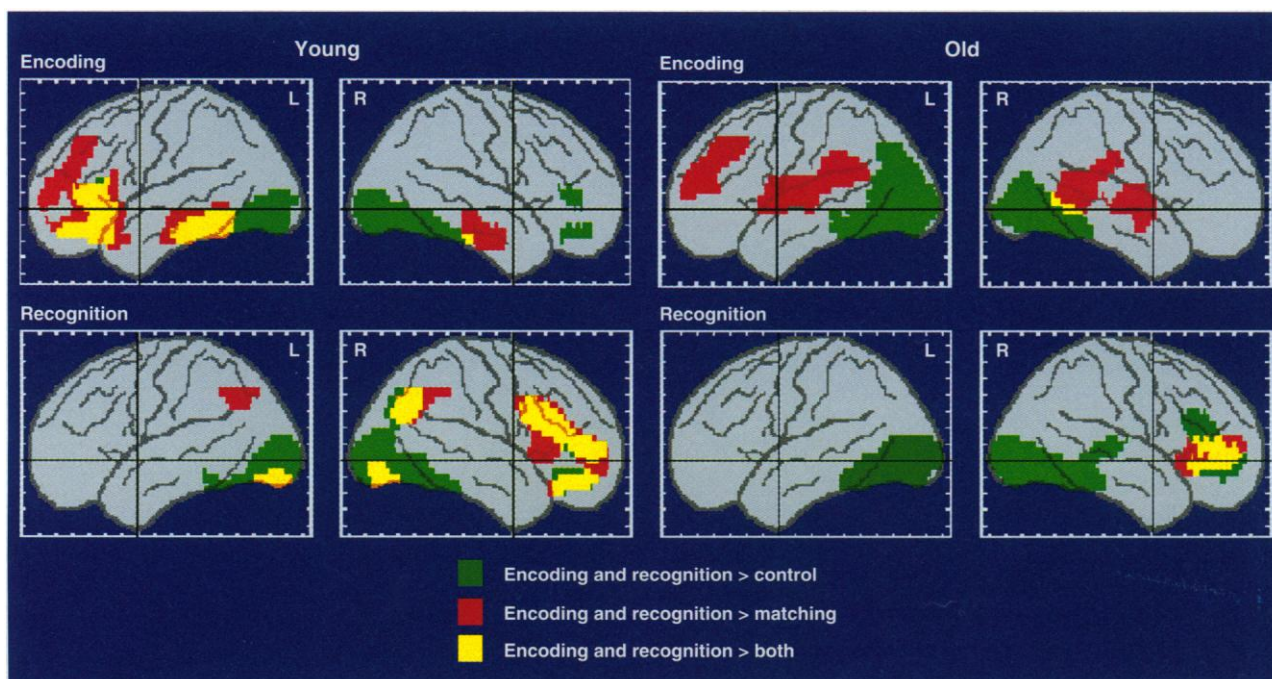 Young
Old
Encoding
Encoding
L
R
L
R
Recognition
Recognition
L
R
L
R
Encoding and recognition > control
Encoding and recognition > matching
Encoding and recognition > both